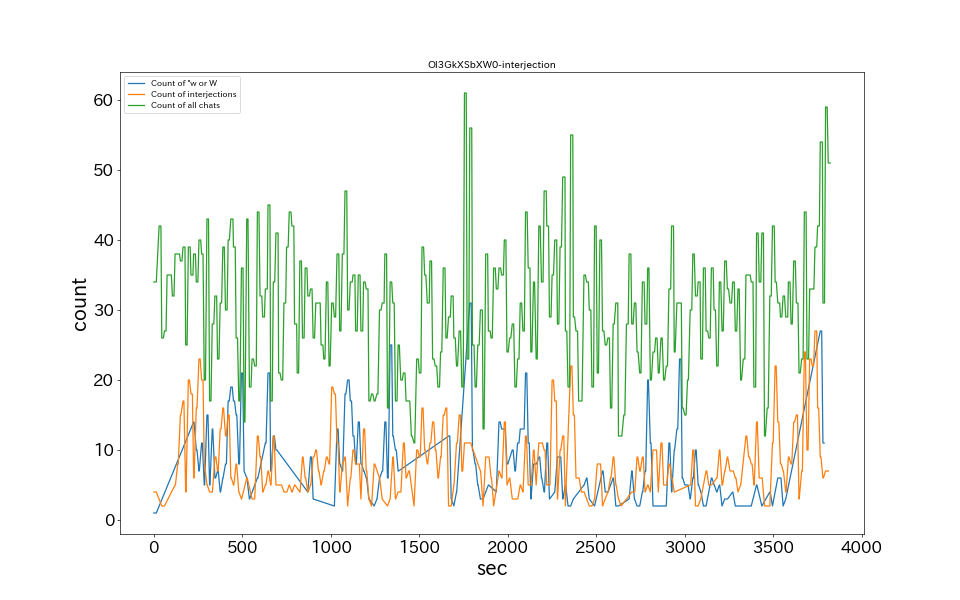 OI3GkXSbXW0-interjection
Count of "w or W
Count of interjections
Count of all chats
60
50
40
30
20
10
0
count
0 500 1000 1500 2000 2500 3000 3500 4000
sec